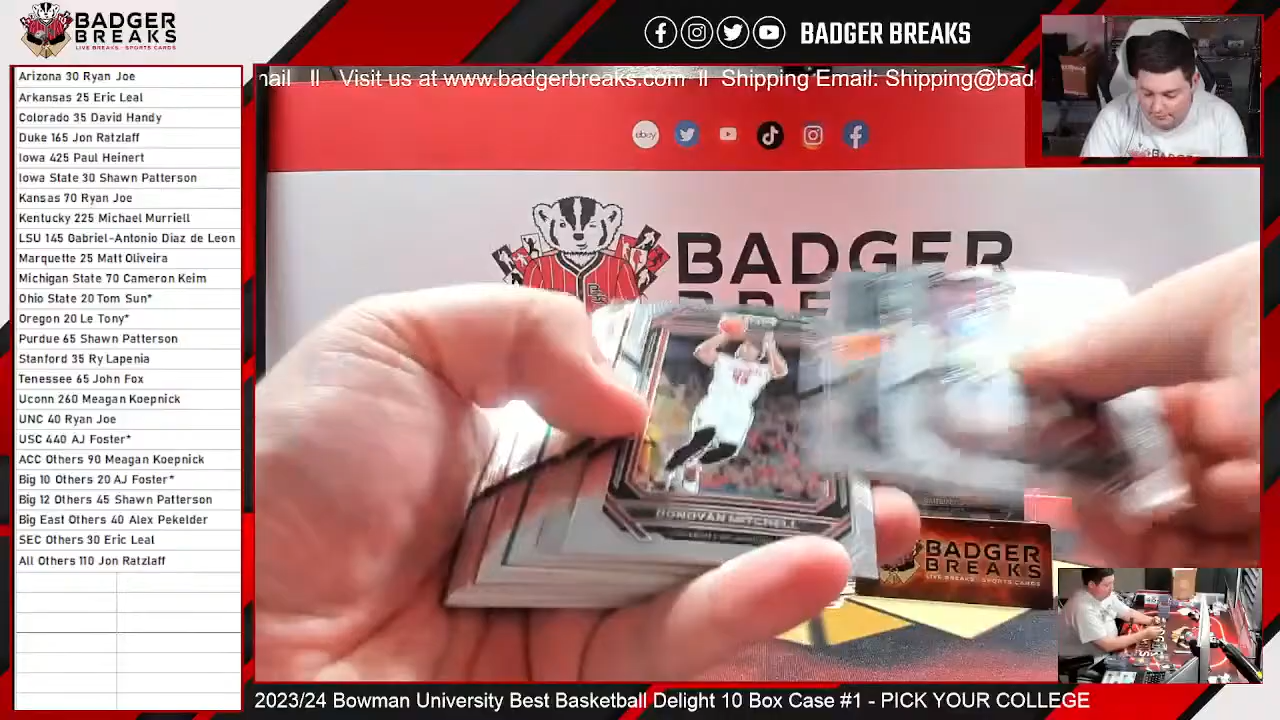 BADGER
BREAKS
LIVE BREAKS - SPORTS CARDS
BADGER BREAKS
Arizona 30 Ryan Joe
Arkansas 25 Eric Leal
Colorado 35 David Handy
Duke 165 Jon Ratzlaff
Iowa 425 Paul Heinert
Iowa State 30 Shawn Patterson
Kansas 70 Ryan Joe
Kentucky 225 Michael Murriell
LSU 145 Gabriel-Antonio Diaz de Leon
Marquette 25 Matt Oliveira
Michigan State 70 Cameron Keim
Ohio State 20 Tom Sun*
Oregon 20 Le Tony*
Purdue 65 Shawn Patterson
Stanford 35 Ry Lapenia
Tenessee 65 John Fox
Uconn 260 Meagan Koepnick
UNC 40 Ryan Joe
USC 440 AJ Foster*
ACC Others 90 Meagan Koepnick
Big 10 Others 20 AJ Foster*
Big 12 Others 45 Shawn Patterson
Big East Others 40 Alex Pekelder
SEC Others 30 Eric Leal
All Others 110 Jon Ratzlaff
ail ll Visit us at www.badgerbreaks.com ll Shipping Email: Shipping@bad
ebay
BADGER
DONOVAN MITCHELL
BADGER
BREAKS
LIVE BREAKS - SPORTS CARDS
2023/24 Bowman University Best Basketball Delight 10 Box Case #1 - PICK YOUR COLLEGE